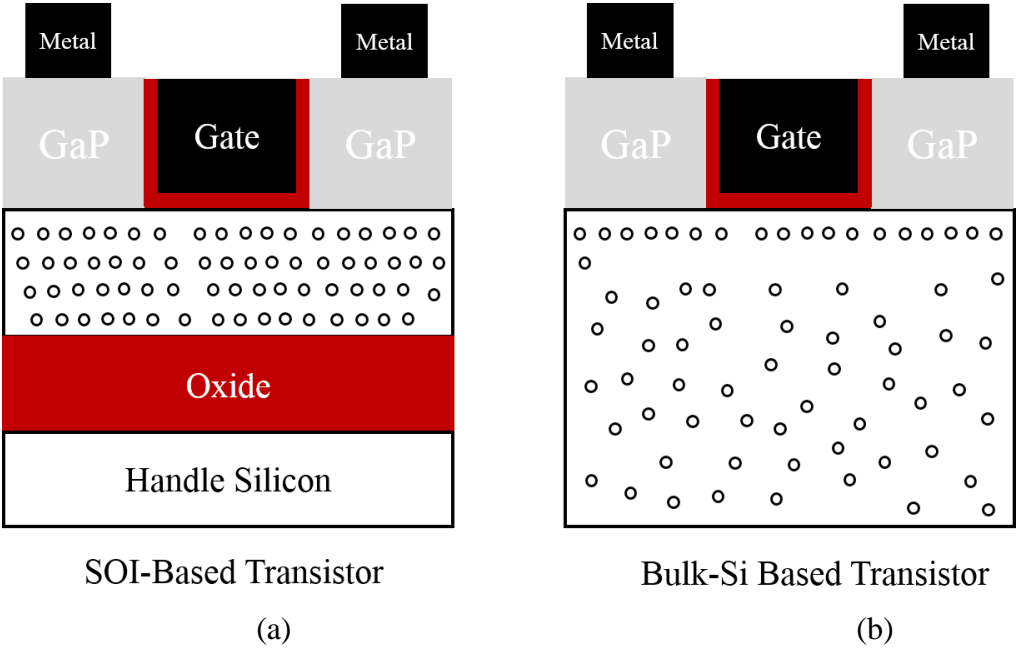 Metal Metal Metal Metal
GaP Gate GaP GaP Gate GaP
Oxide
Handle Silicon
SOI-Based Transistor Bulk-Si Based Transistor
(a) (b)